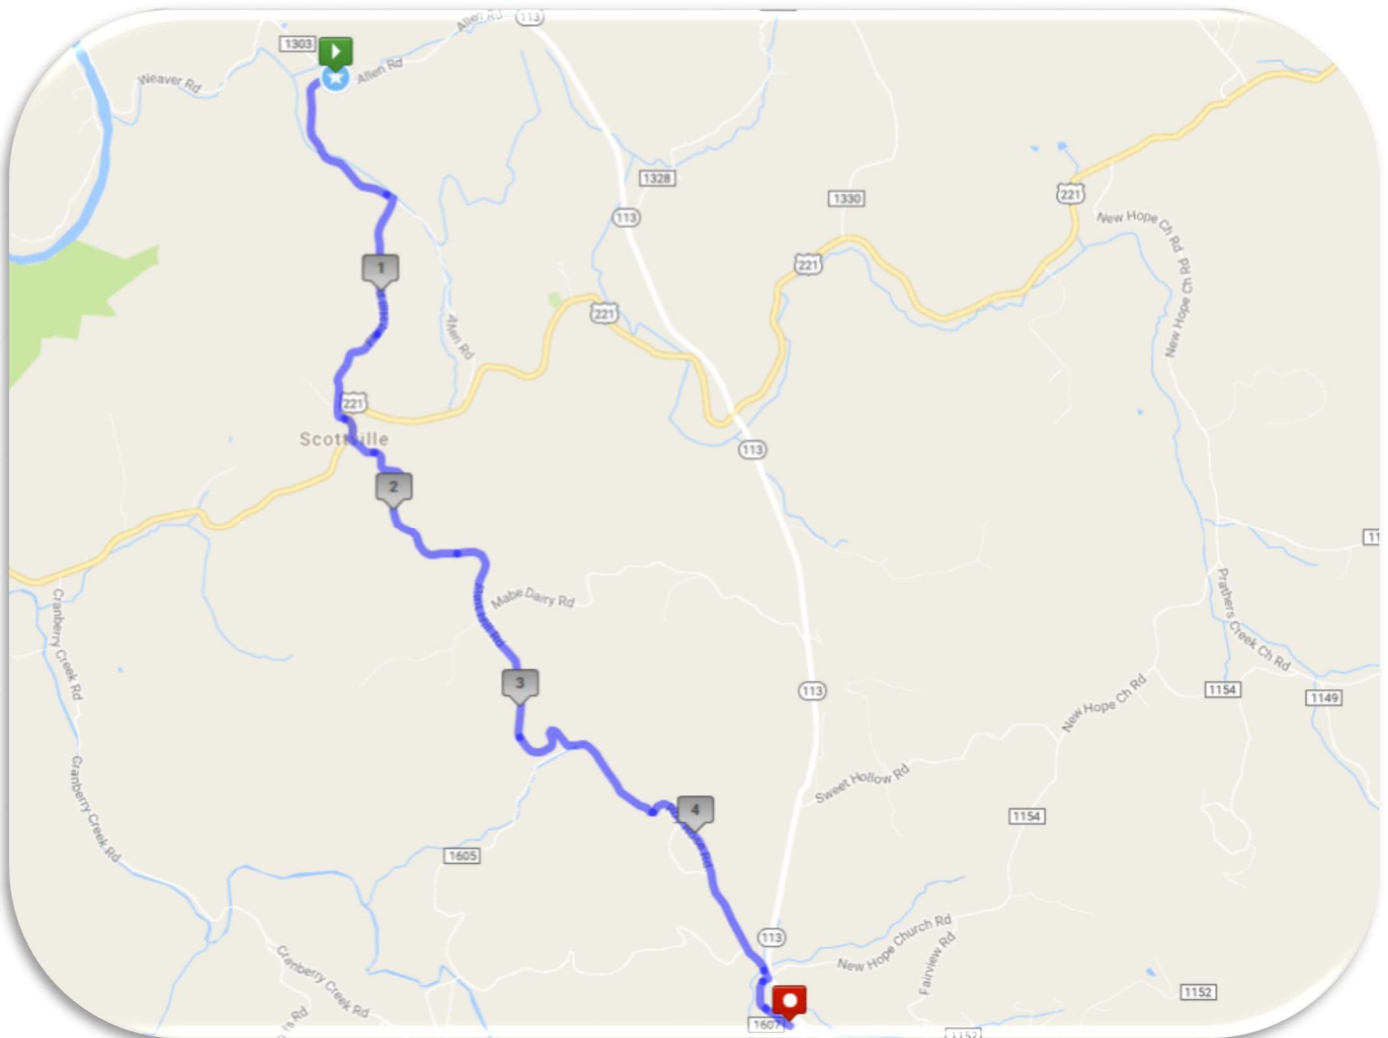 113
Allen Rd
1303
Allen Rd
Weaver Rd
1328
1330
221
113
New Hope Ch Rd
221
1
New Hope Ch Rd
221
Allen Rd
221
Scottville
113
2
Mabe Dairy Rd
Cranberry Creek Rd
Prathers Creek Ch Rd
3
113
1154
1149
New Hope Ch Rd
Sweet Hollow Rd
Cranberry Creek Rd
4
1154
1605
113
New Hope Church Rd
Fairview Rd
Cranberry Creek Rd
1152
1607
1152